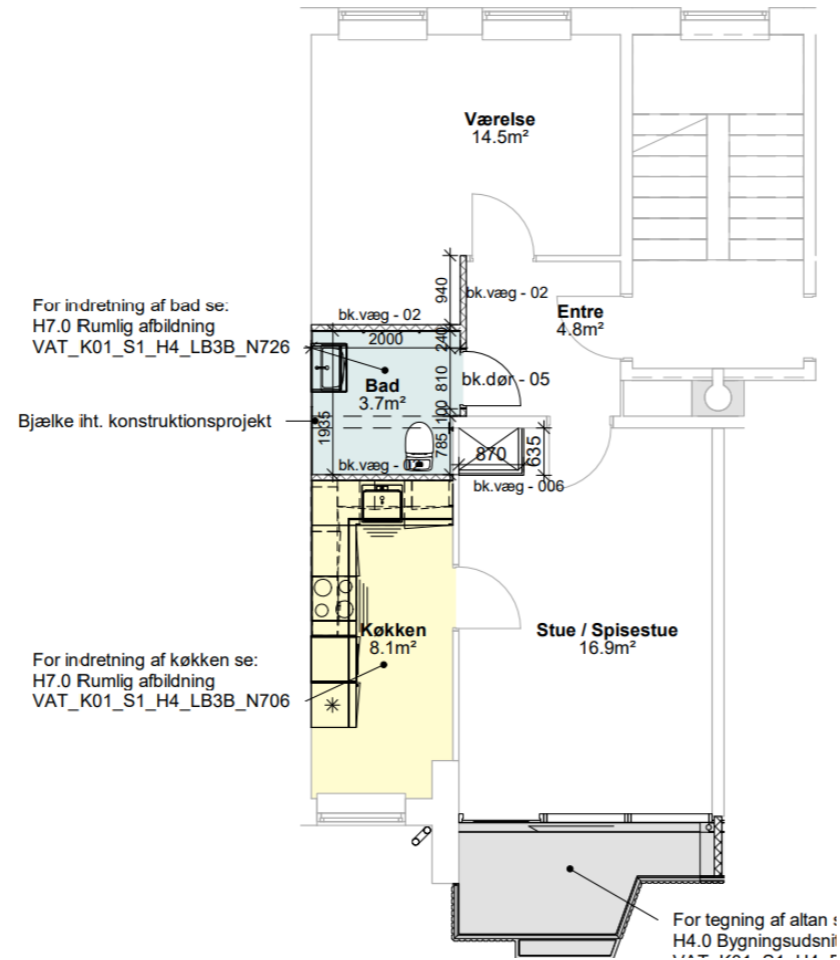 Værelse
14.5m²
For indretning af bad se:
H7.0 Rumlig afbildning
VAT_K01_S1_H4_LB3B_N726
bk.væg - 02
940
bk.væg - 02
Entre
4.8m²
2000
240
Bad
3.7m²
810
bk.dør - 05
100
Bjælke iht. konstruktionsprojekt
1935
785
870
635
bk.væg -
bk.væg - 006
Køkken
8.1m²
Stue / Spisestue
16.9m²
For indretning af køkken se:
H7.0 Rumlig afbildning
VAT_K01_S1_H4_LB3B_N706
For tegning af altan
H4.0 Bygningsudsni